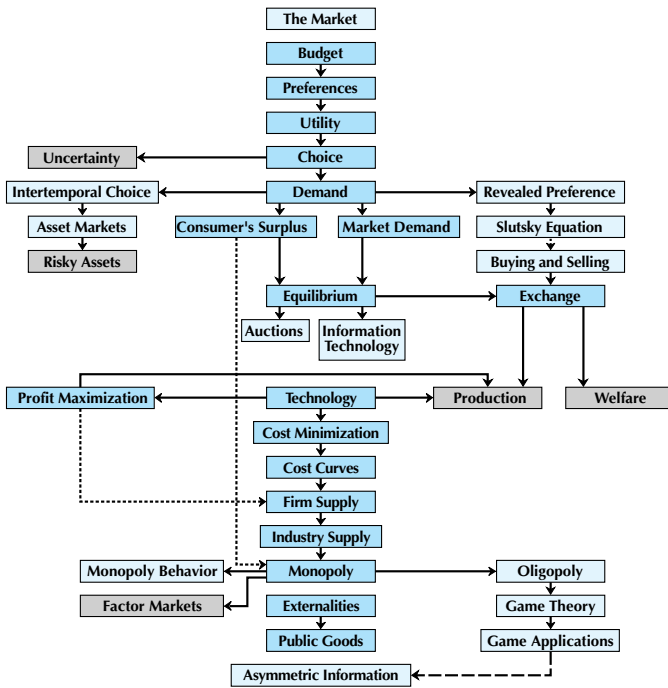 The Market
Budget
Preferences
Utility
Uncertainty
Choice
Intertemporal Choice
Demand
Revealed Preference
Asset Markets
Consumer's Surplus
Market Demand
Slutsky Equation
Risky Assets
Buying and Selling
Equilibrium
Exchange
Auctions
Information
Technology
Profit Maximization
Technology
Production
Welfare
Cost Minimization
Cost Curves
Firm Supply
Industry Supply
Monopoly Behavior
Monopoly
Oligopoly
Factor Markets
Externalities
Game Theory
Public Goods
Game Applications
Asymmetric Information